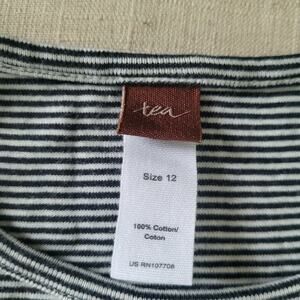 tea
Size 12
100% Cotton/
Coton
US RN107708